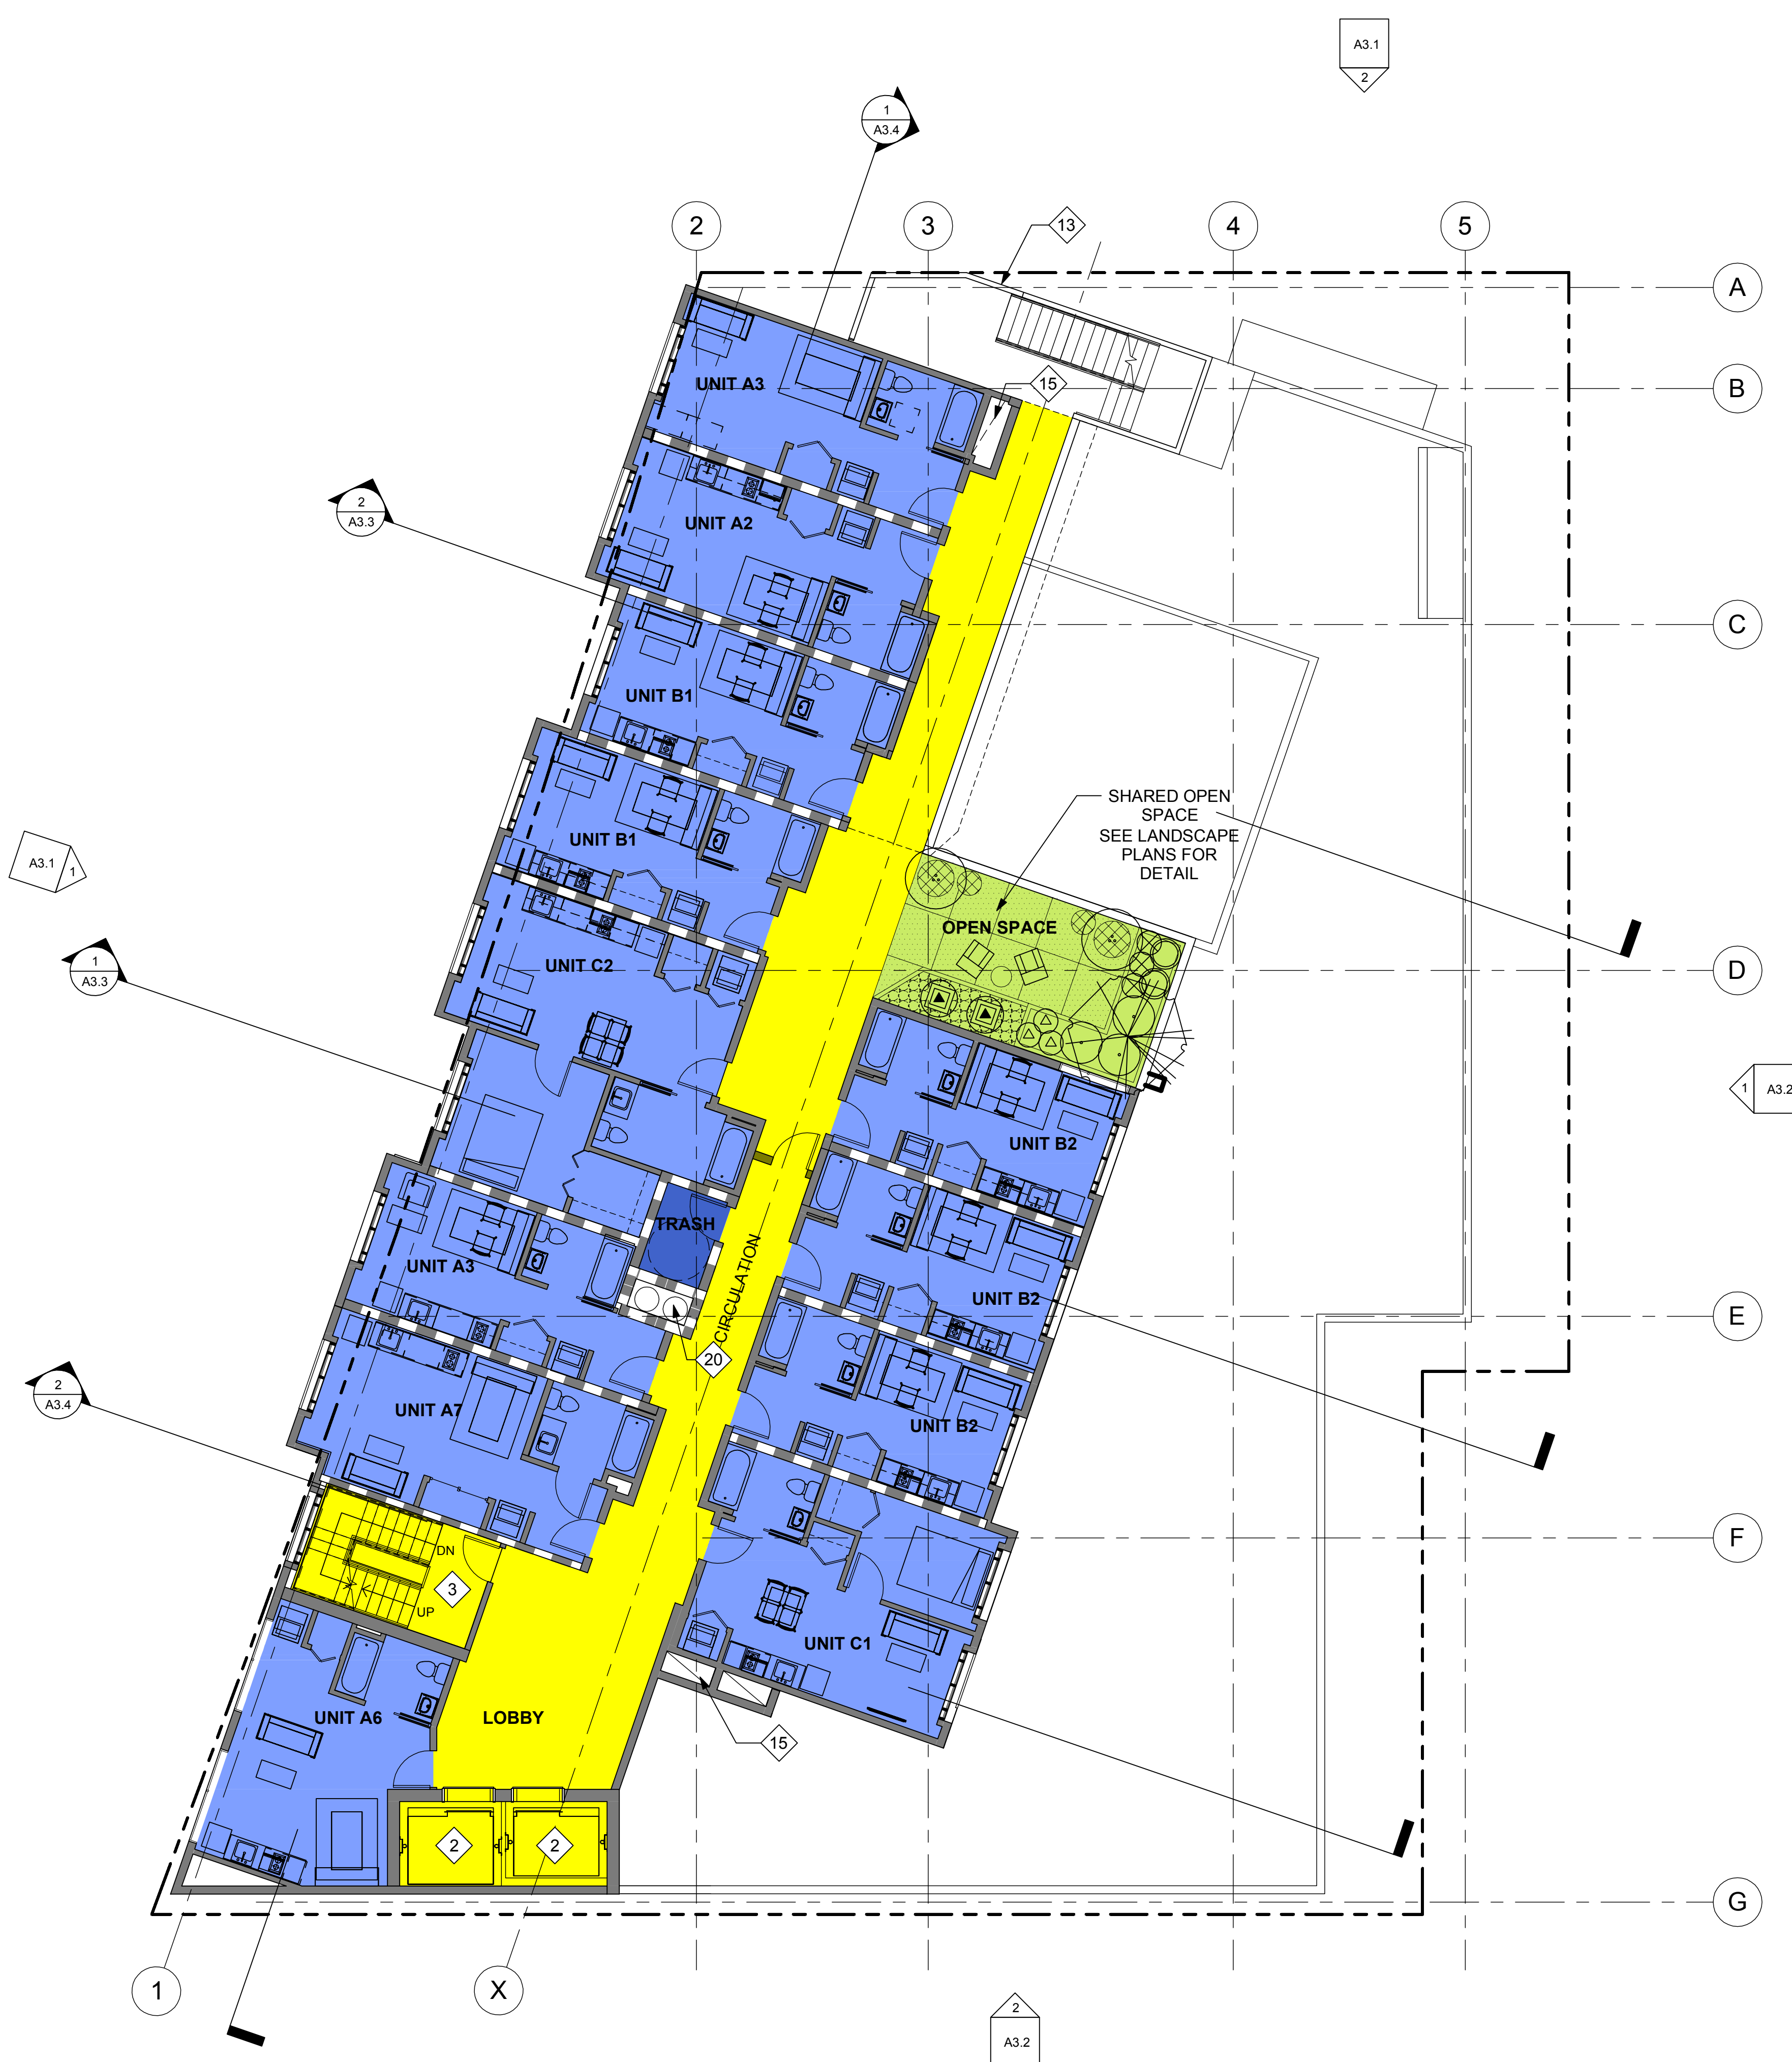 A3.1
2
1
A3.4
2
3
13
4
5
A
UNIT A3
15
B
2
A3.3
UNIT A2
C
UNIT B1
SHARED OPEN
SPACE
SEE LANDSCAPE
PLANS FOR
DETAIL
UNIT B1
A3.1
1
OPEN SPACE
UNIT C2
D
1
A3.3
1
A3.2
UNIT B2
TRASH
CIRCULATION
UNIT A3
UNIT B2
E
20
2
A3.4
UNIT A7
UNIT B2
F
DN
3
UP
UNIT C1
UNIT A6
LOBBY
15
2
2
G
1
X
2
A3.2